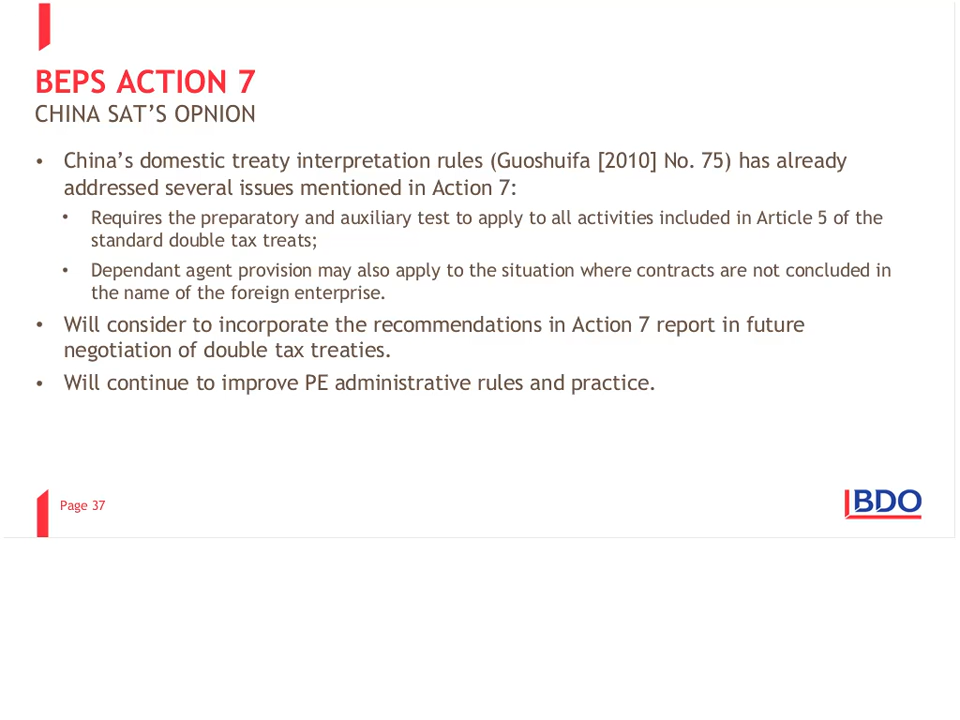 BEPS ACTION 7
CHINA SAT'S OPNION
• China's domestic treaty interpretation rules (Guoshuifa [2010] No. 75) has already
addressed several issues mentioned in Action 7:
• Requires the preparatory and auxiliary test to apply to all activities included in Article 5 of the
standard double tax treats;
• Dependant agent provision may also apply to the situation where contracts are not concluded in
the name of the foreign enterprise.
• Will consider to incorporate the recommendations in Action 7 report in future
negotiation of double tax treaties.
• Will continue to improve PE administrative rules and practice.
Page 37
BDO